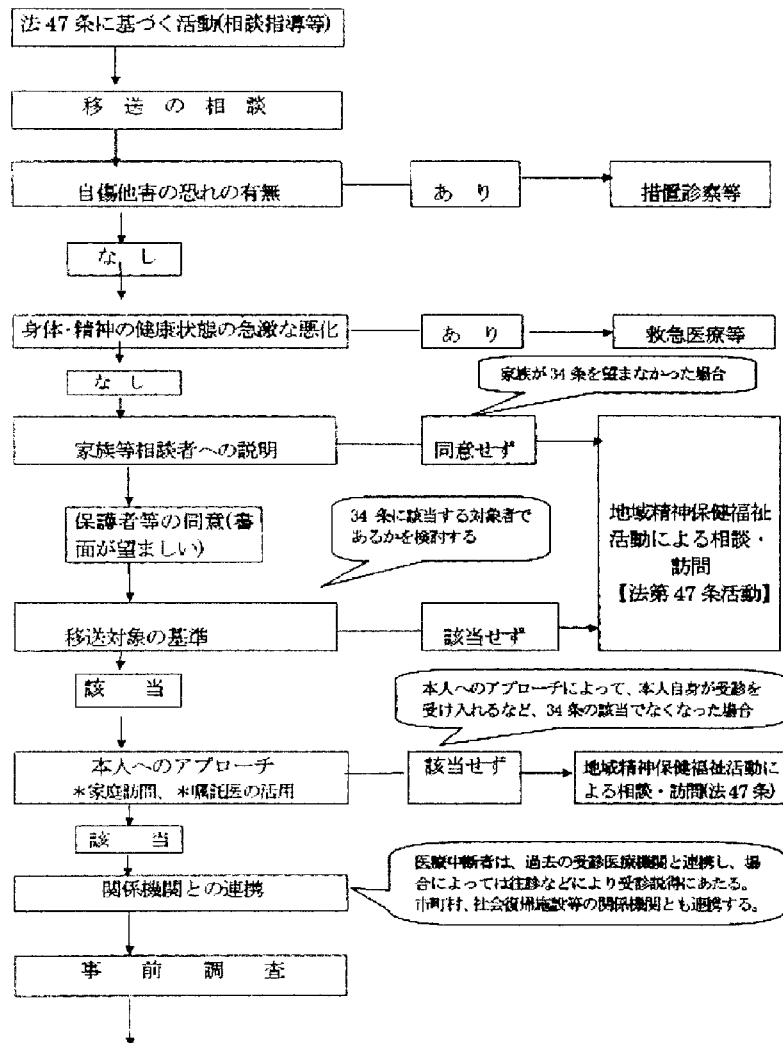 法47条に基づく活動(相談指導等)
移送の相談
自傷他害の恐れの有無
あり
措置診察等
なし
身体・精神の健康状態の急激な悪化
あり
救急医療等
なし
家族が34条を望まなかった場合
家族等相談者への説明
同意せず
保護者等の同意(書
面が望ましい)
34条に該当する対象者で
あるかを検討する
地域精神保健福祉
活動による相談・
訪問
【法第47条活動】
移送対象の基準
該当せず
該当
本人へのアプローチによって、本人自身が受診を
受け入れるなど、34条の該当でなくなった場合
本人へのアプローチ
*家庭訪問、*嘱託医の活用
該当せず
地域精神保健福祉活動に
よる相談・訪問(法47条)
該当
医療中断者は、過去の受診医療機関と連携し、場
合によっては往診などにより受診説得にあたる。
市町村、社会復帰施設等の関係機関とも連携する。
関係機関との連携
事前調査